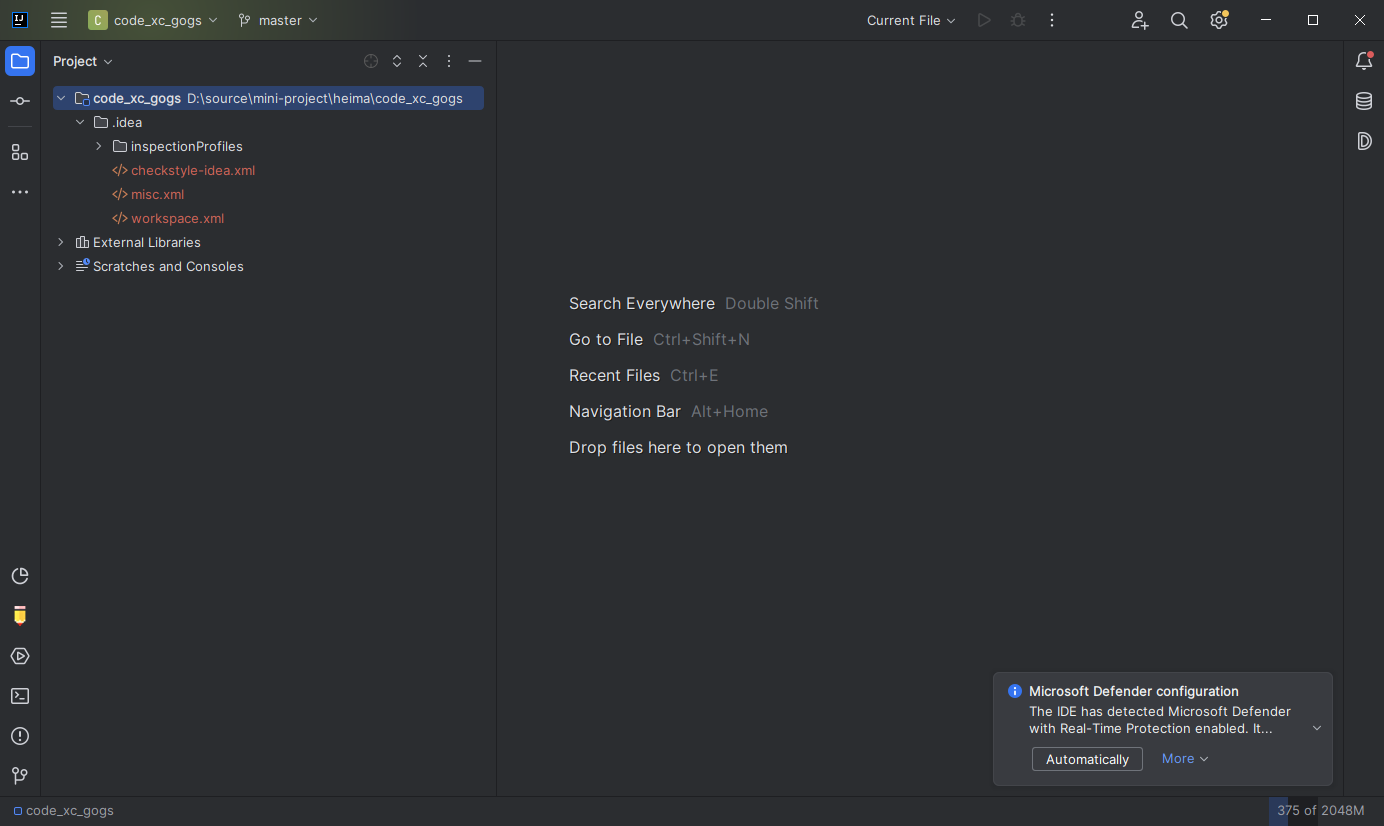 C code_xc_gogs master Current File
Project
code_xc_gogs D:\source\mini-project\heima\code_xc_gogs
.idea
inspectionProfiles
</> checkstyle-idea.xml
</> misc.xml
</> workspace.xml
External Libraries
Scratches and Consoles
Search Everywhere Double Shift
Go to File Ctrl+Shift+N
Recent Files Ctrl+E
Navigation Bar Alt+Home
Drop files here to open them
Microsoft Defender configuration
The IDE has detected Microsoft Defender
with Real-Time Protection enabled. It...
Automatically More
code_xc_gogs 375 of 2048M